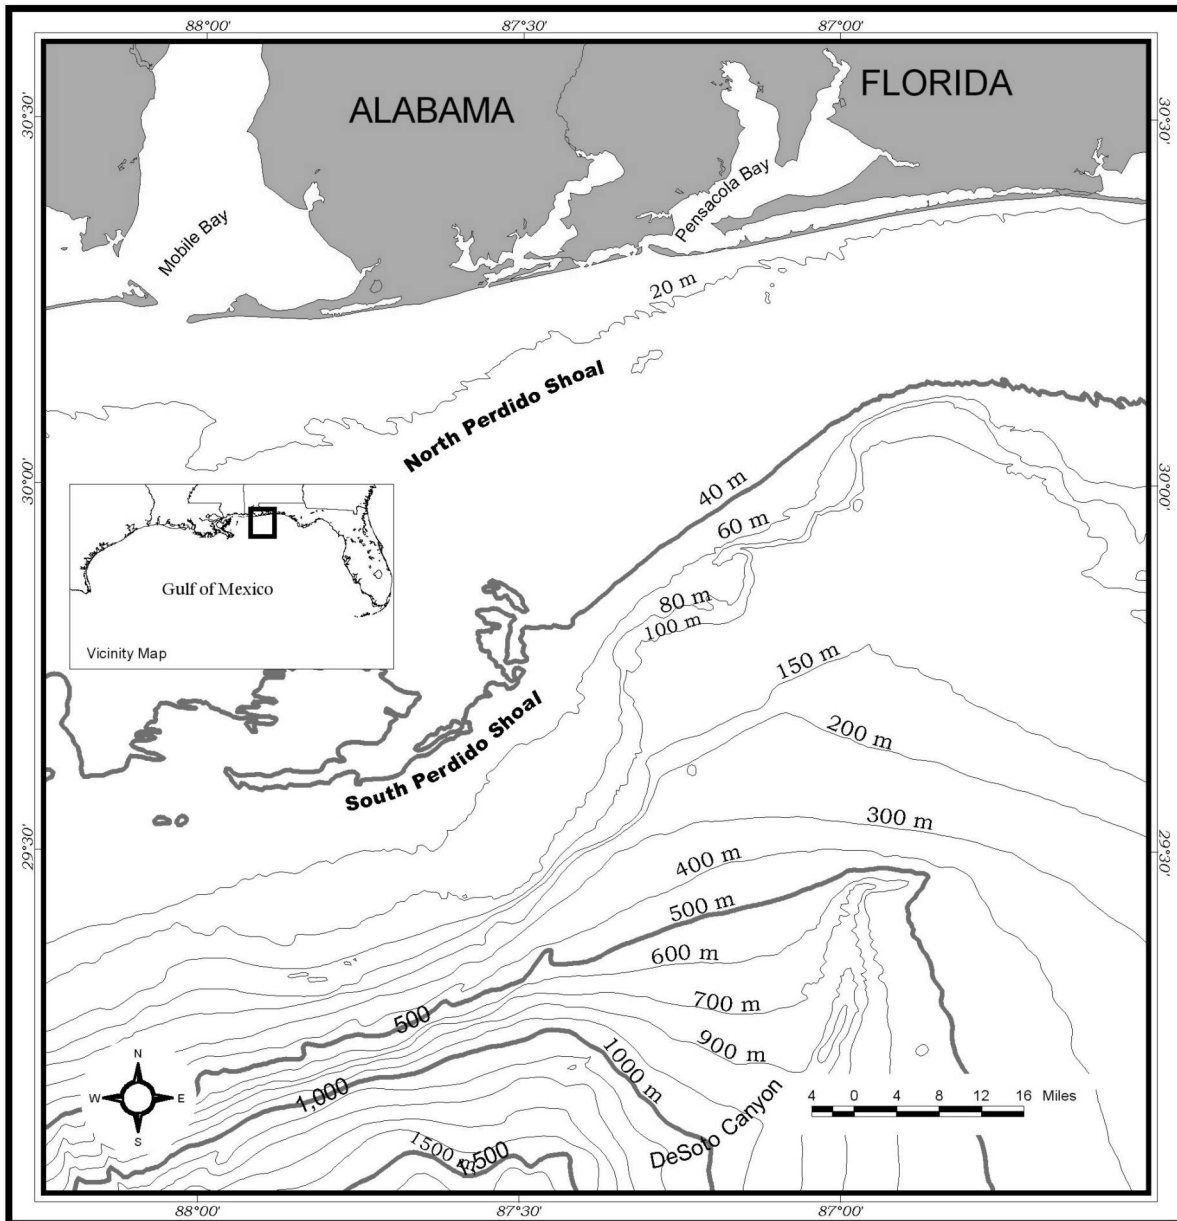 88°00'
87°30'
87°00'
ALABAMA
FLORIDA
30°30'
30°30'
Mobile Bay
Pensacola Bay
20 m
North Perdido Shoal
40 m
30°00'
30°00'
60 m
Gulf of Mexico
Vicinity Map
80 m
100 m
150 m
South Perdido Shoal
200 m
300 m
29°30'
29°30'
400 m
500 m
600 m
700 m
500
900 m
N
W
E
S
1,000
1000 m
4 0 4 8 12 16 Miles
DeSoto Canyon
1500 m
1,500
88°00'
87°30'
87°00'